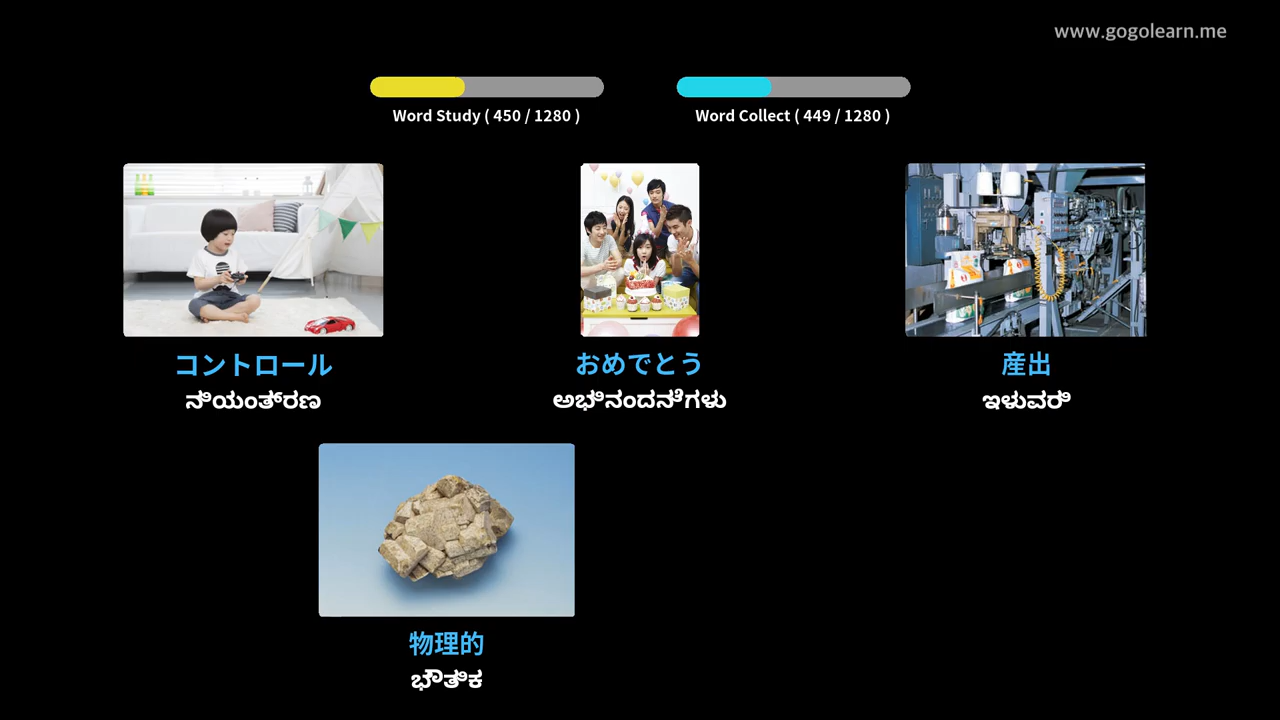 www.gogolearn.me
Word Study ( 450 / 1280 )
Word Collect ( 449 / 1280 )
コントロール
ನಿಯಂತ್ರಣ
おめでとう
ಅಭಿನಂದನೆಗಳು
産出
ಇಳುವರಿ
物理的
ಭೌತಿಕ